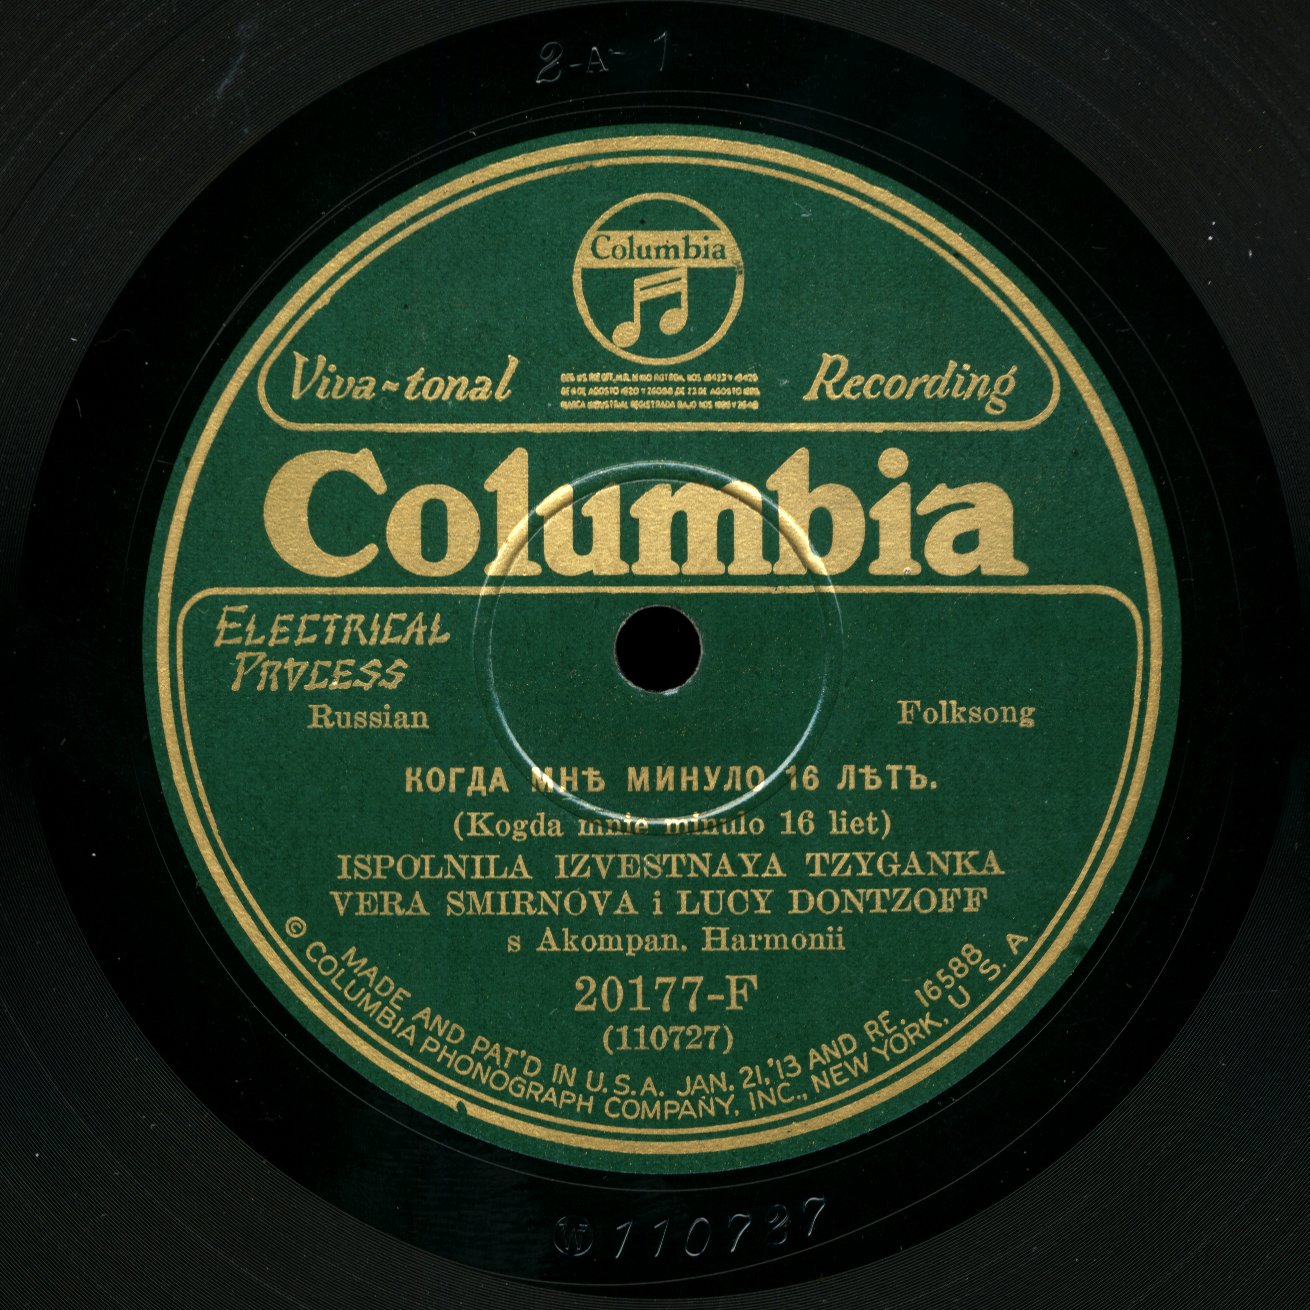 2-A-1
Columbia
Viva-tonal
Recording
Columbia
ELECTRICAL
PROCESS
Russian
Folksong
КОГДА МНѢ МИНУЛО 16 ЛѢТЪ.
(Kogda mnie minulo 16 liet)
ISPOLNILA IZVESTNAYA TZYGANKA
VERA SMIRNOVA i LUCY DONTZOFF
s Akompan. Harmonii
20177-F
(110727)
MADE AND PAT'D IN U.S.A. JAN. 21,'13 AND RE. 16588
© COLUMBIA PHONOGRAPH COMPANY, INC., NEW YORK, U.S.A
W 110727